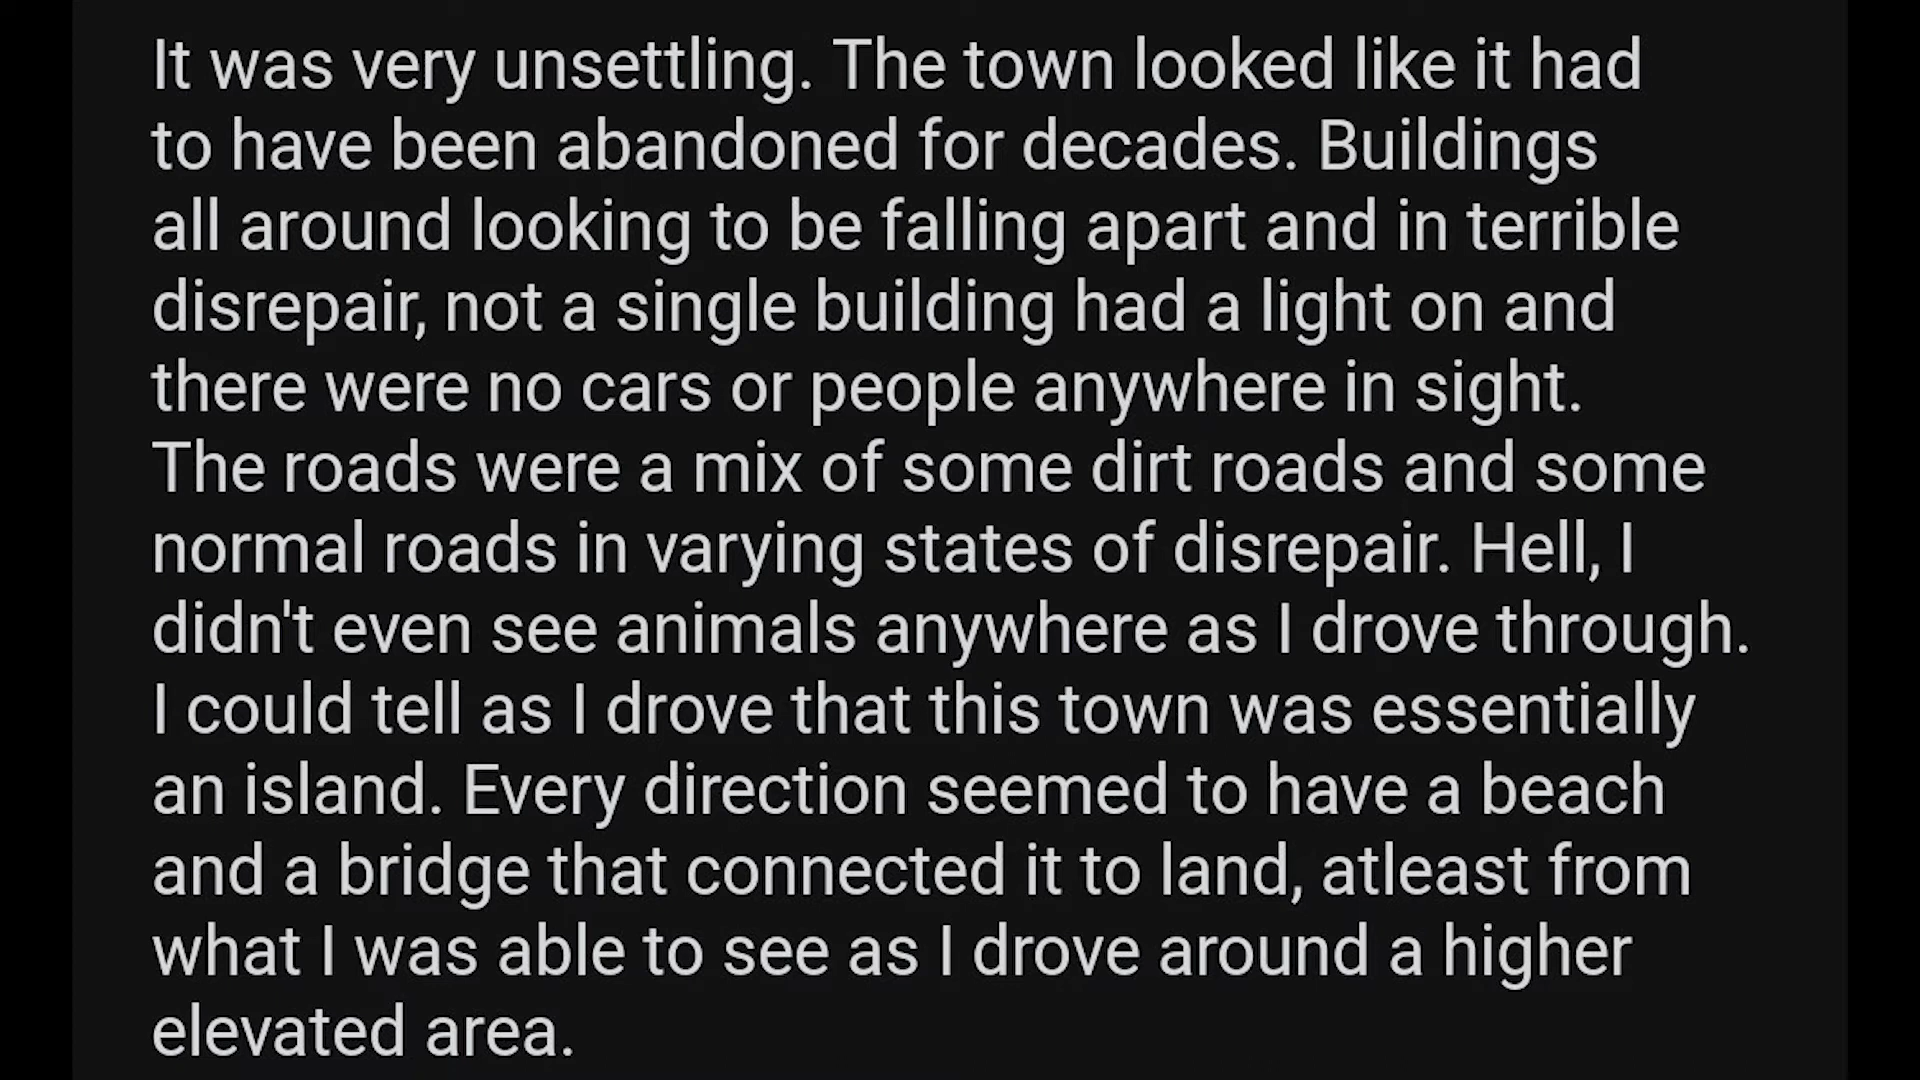 It was very unsettling. The town looked like it had
to have been abandoned for decades. Buildings
all around looking to be falling apart and in terrible
disrepair, not a single building had a light on and
there were no cars or people anywhere in sight.
The roads were a mix of some dirt roads and some
normal roads in varying states of disrepair. Hell, I
didn't even see animals anywhere as I drove through.
I could tell as I drove that this town was essentially
an island. Every direction seemed to have a beach
and a bridge that connected it to land, atleast from
what I was able to see as I drove around a higher
elevated area.